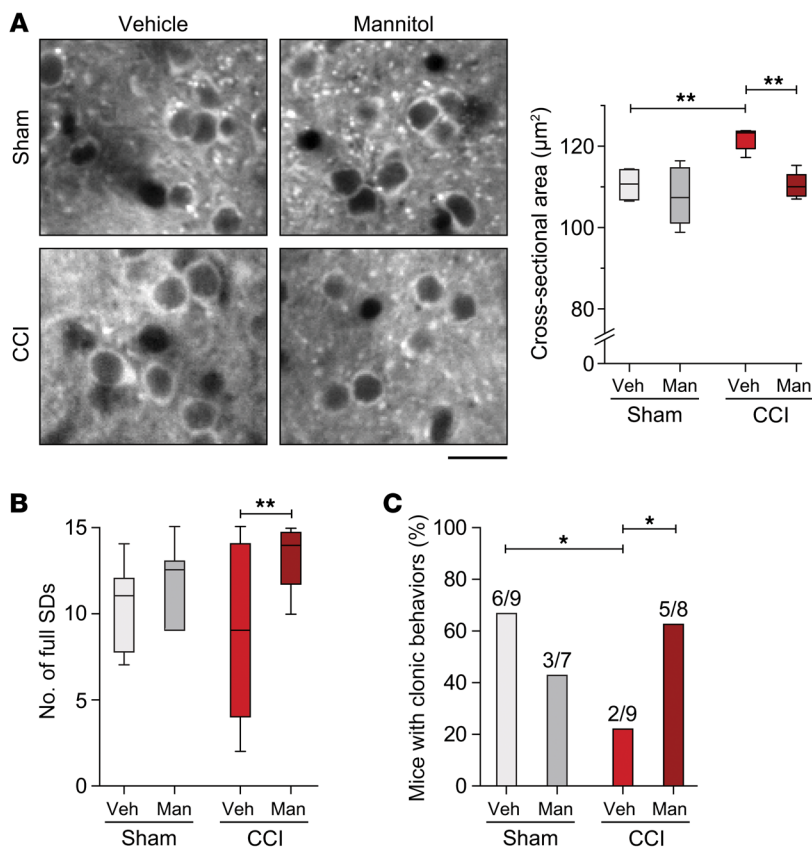 A
Vehicle
Mannitol
Sham
CCI
Cross-sectional area (µm²)
**
**
120
100
80
0
Veh Man Veh Man
Sham CCI
B
No. of full SDs
**
15
10
5
0
Veh Man Veh Man
Sham CCI
C
Mice with clonic behaviors (%)
*
*
100
80
60
40
20
0
6/9
3/7
2/9
5/8
Veh Man Veh Man
Sham CCI